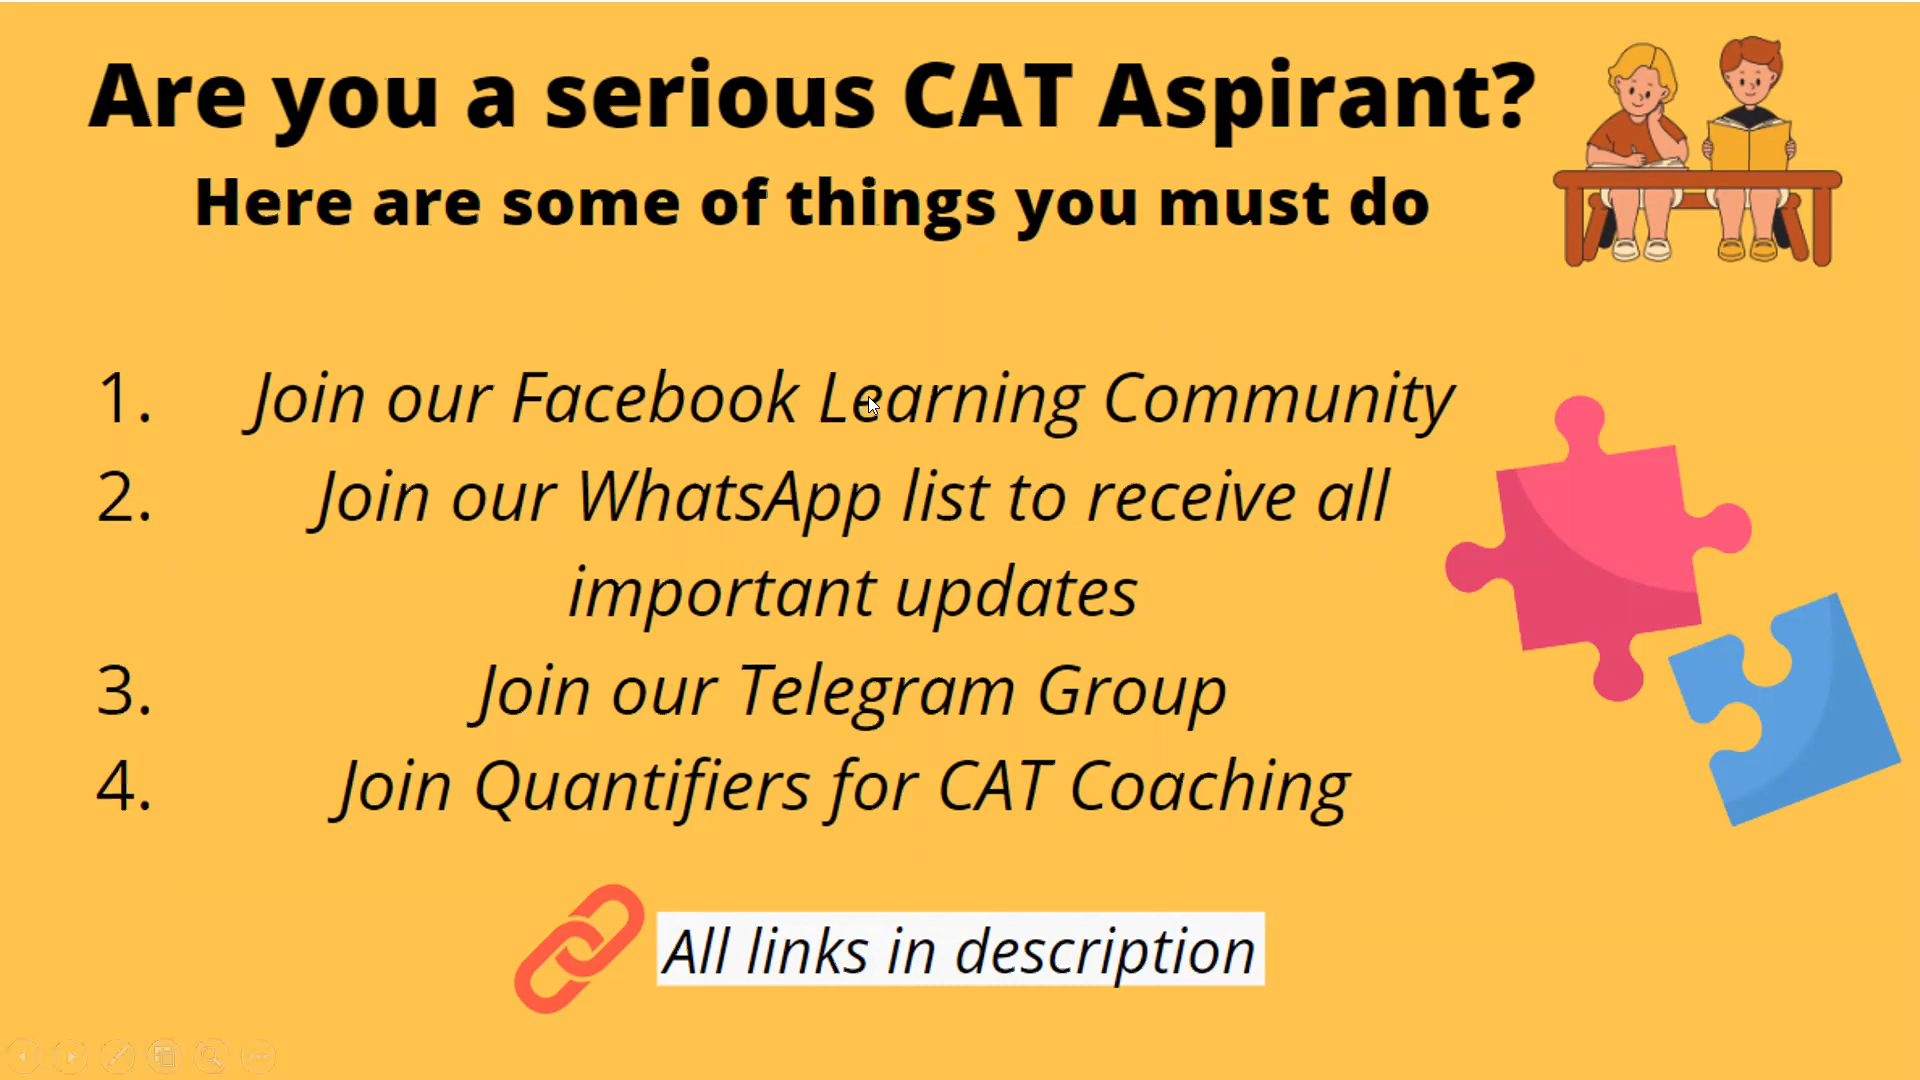 Are you a serious CAT Aspirant?
Here are some of things you must do
1. Join our Facebook Learning Community
2. Join our WhatsApp list to receive all
important updates
3. Join our Telegram Group
4. Join Quantifiers for CAT Coaching
All links in description